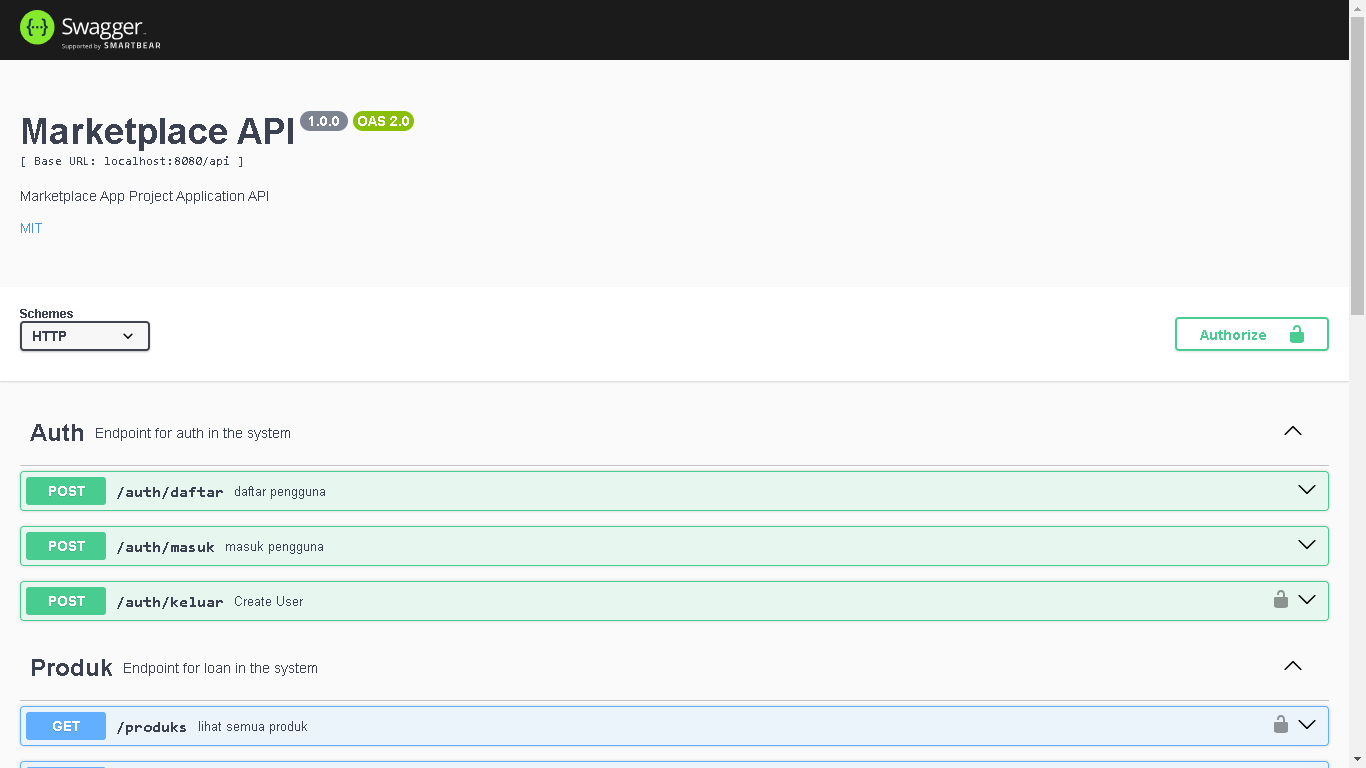 {···} Swagger
Supported by SMARTBEAR
Marketplace API 1.0.0 OAS 2.0
[ Base URL: localhost:8080/api ]
Marketplace App Project Application API
MIT
Schemes
HTTP
Authorize
Auth Endpoint for auth in the system
POST /auth/daftar daftar pengguna
POST /auth/masuk masuk pengguna
POST /auth/keluar Create User
Produk Endpoint for loan in the system
GET /produks lihat semua produk